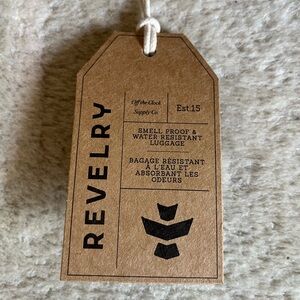 REVELRY
Off the Clock
Supply Co
Est.15
SMELL PROOF &
WATER RESISTANT
LUGGAGE
BAGAGE RÉSISTANT
À L'EAU ET
ABSORBANT LES
ODEURS